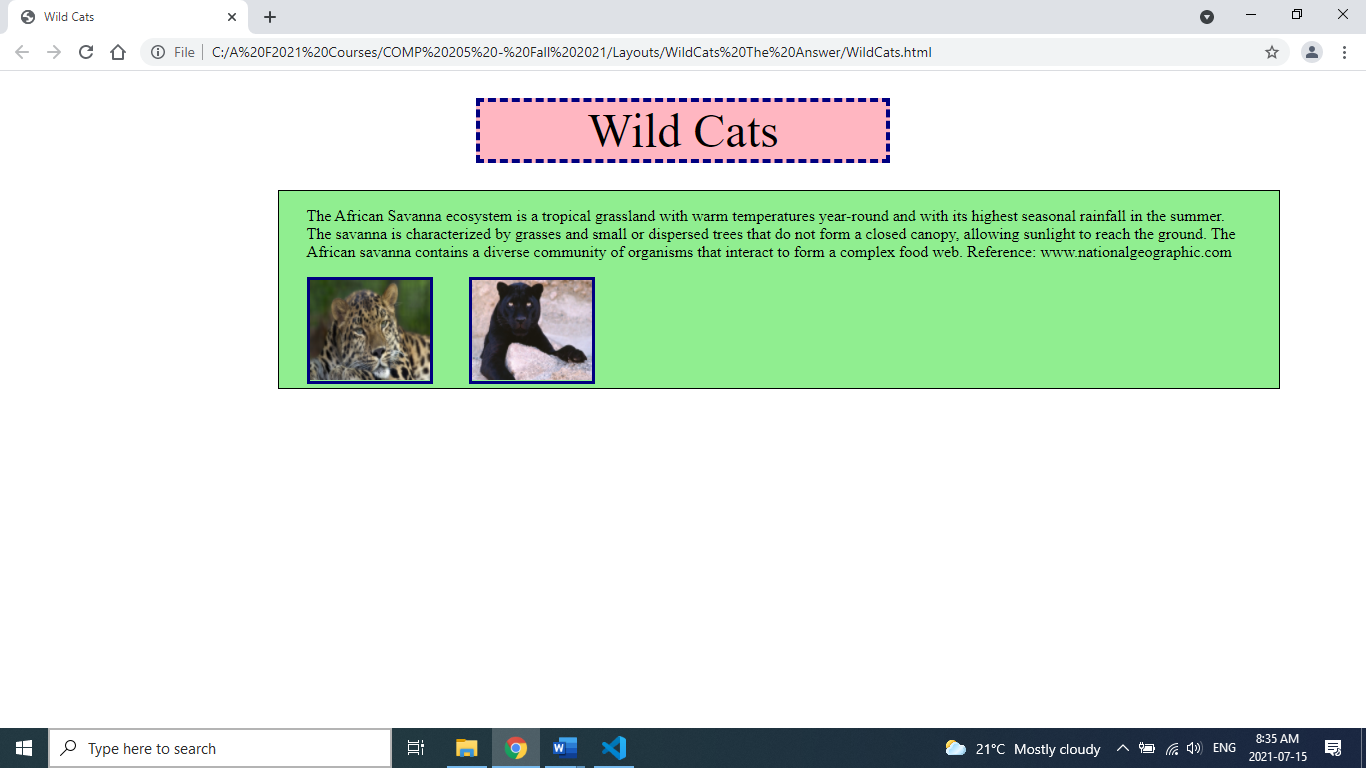 Wild Cats
File
C:/A%20F2021%20Courses/COMP%20205%20-%20Fall%202021/Layouts/WildCats%20The%20Answer/WildCats.html
Wild Cats
The African Savanna ecosystem is a tropical grassland with warm temperatures year-round and with its highest seasonal rainfall in the summer.
The savanna is characterized by grasses and small or dispersed trees that do not form a closed canopy, allowing sunlight to reach the ground. The
African savanna contains a diverse community of organisms that interact to form a complex food web. Reference: www.nationalgeographic.com
Type here to search
21°C Mostly cloudy
ENG
8:35 AM
2021-07-15